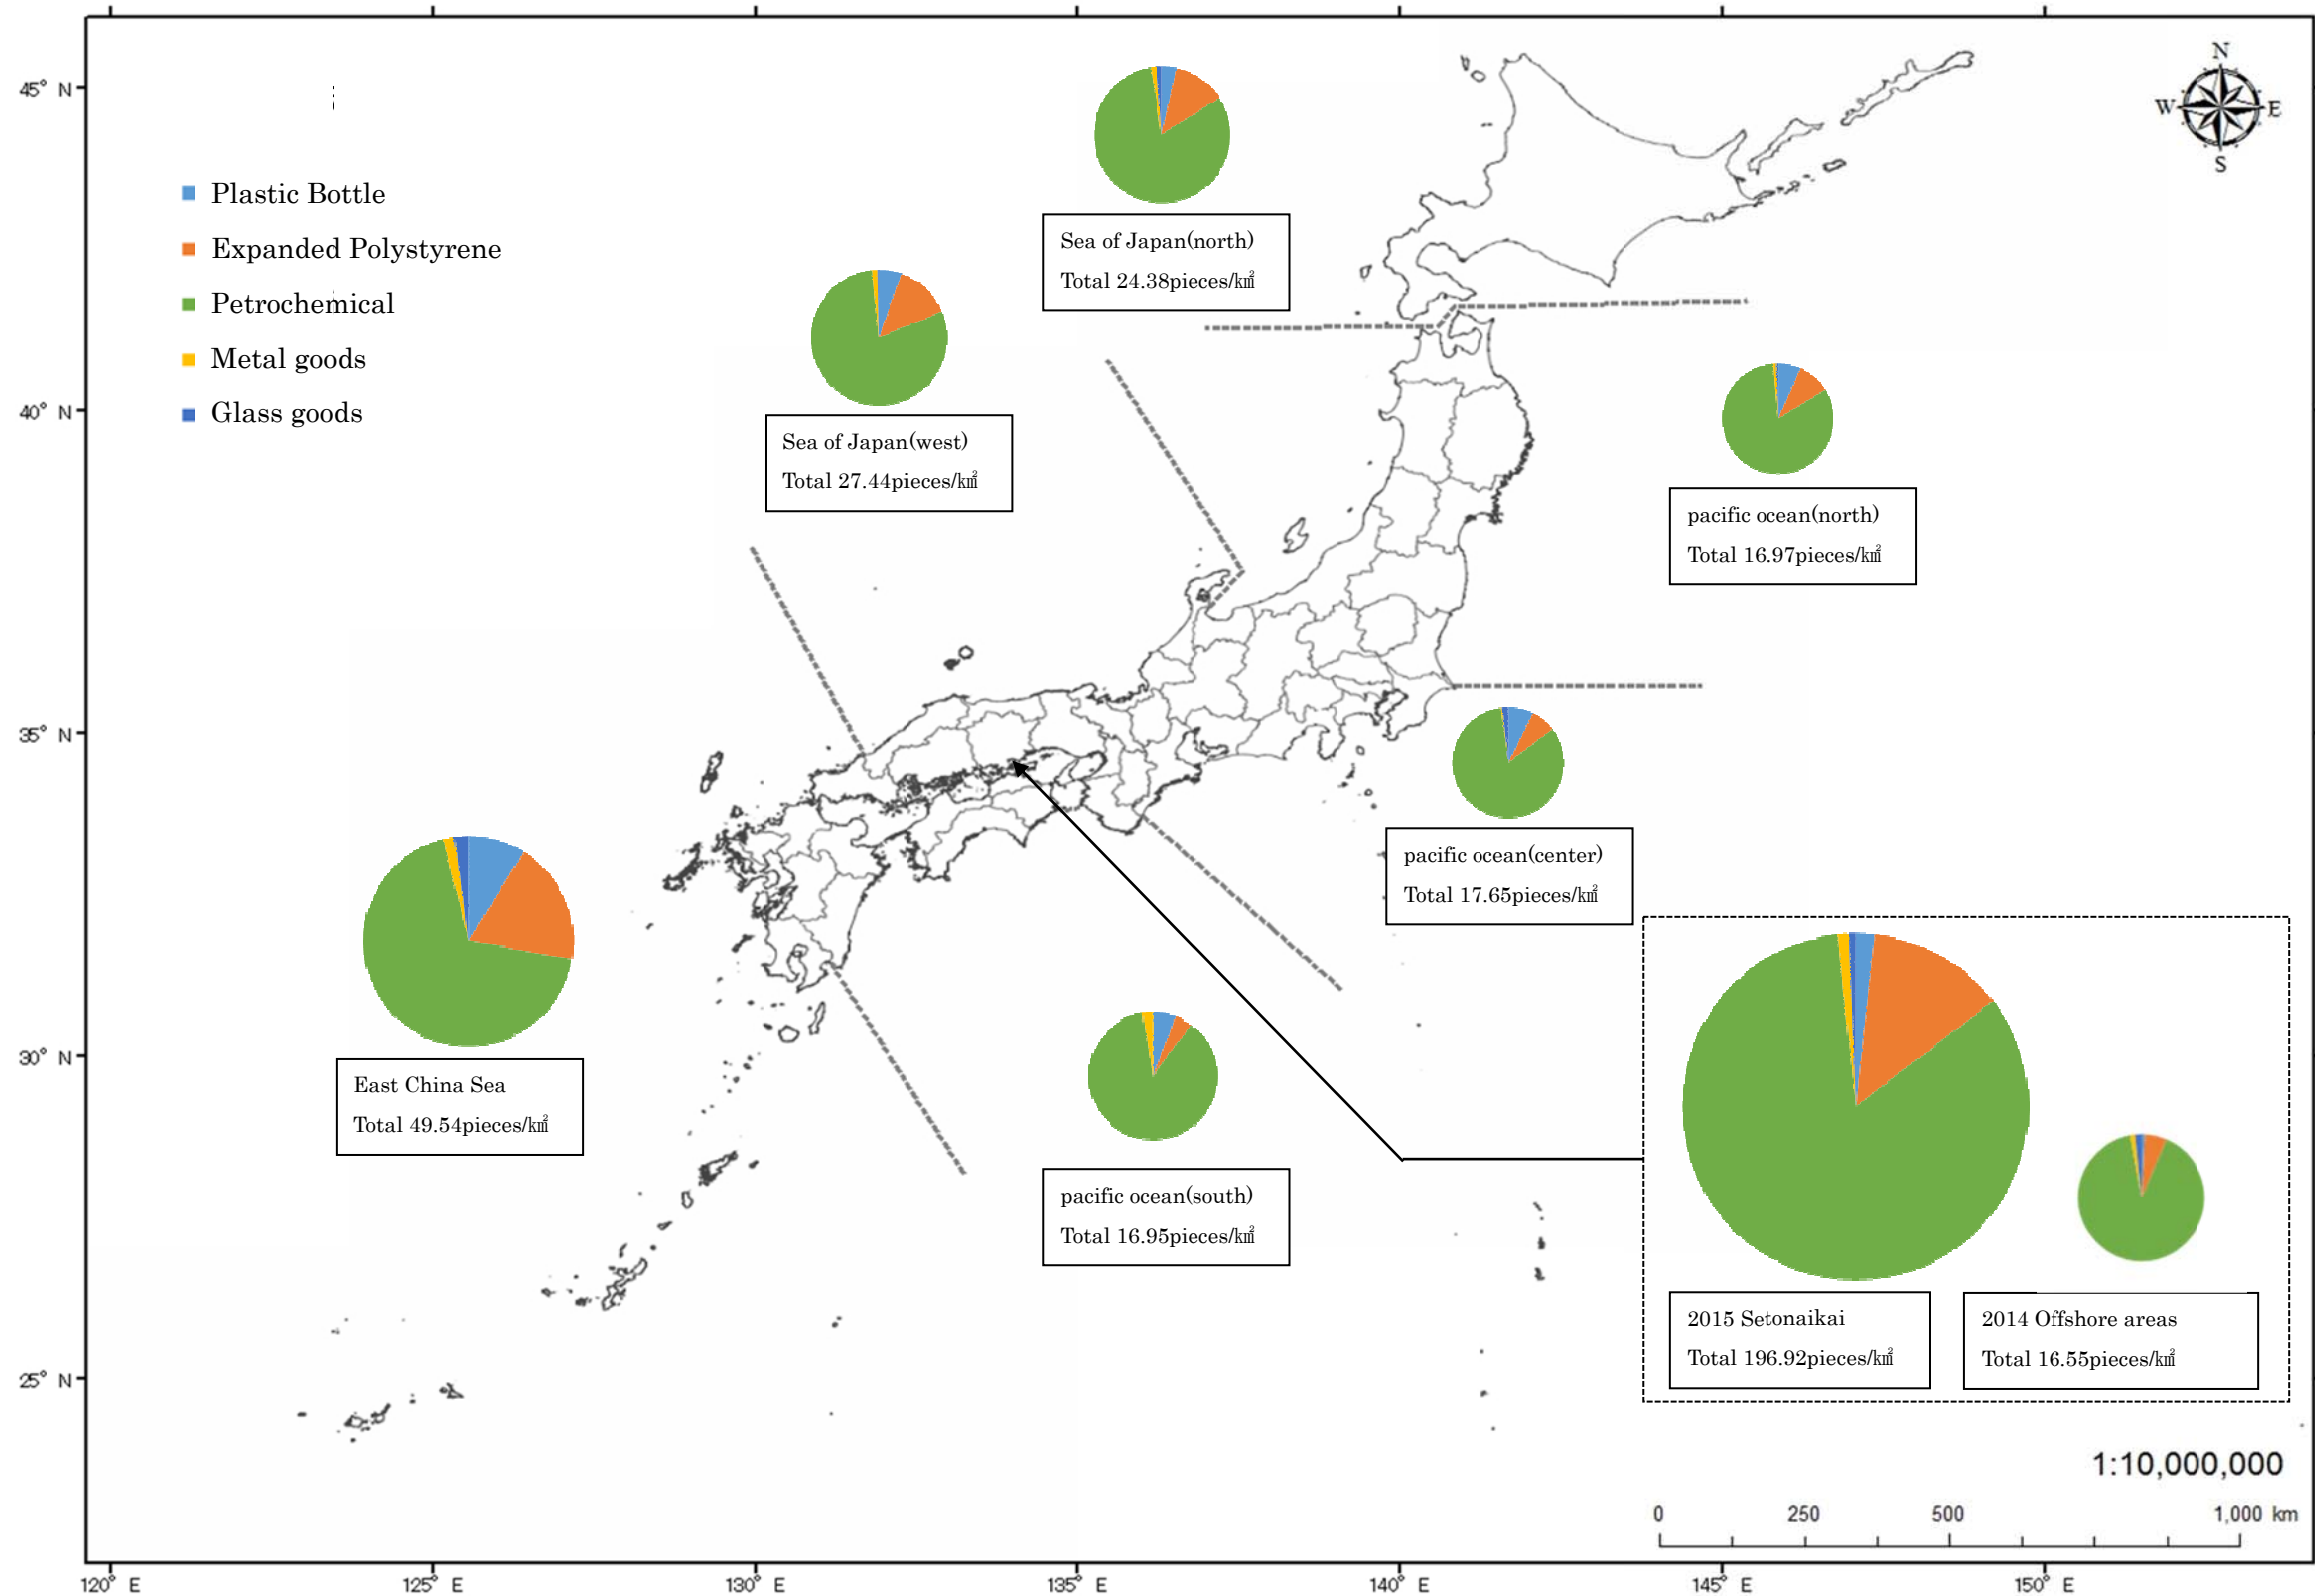 N
W E
S
45° N
40° N
35° N
30° N
25° N
Plastic Bottle
Expanded Polystyrene
Petrochemical
Metal goods
Glass goods
Sea of Japan(north)
Total 24.38pieces/k㎡
Sea of Japan(west)
Total 27.44pieces/k㎡
pacific ocean(north)
Total 16.97pieces/k㎡
pacific ocean(center)
Total 17.65pieces/k㎡
East China Sea
Total 49.54pieces/k㎡
pacific ocean(south)
Total 16.95pieces/k㎡
2015 Setonaikai
Total 196.92pieces/k㎡
2014 Offshore areas
Total 16.55pieces/k㎡
1:10,000,000
0 250 500 1,000 km
120° E 125° E 130° E 135° E 140° E 145° E 150° E